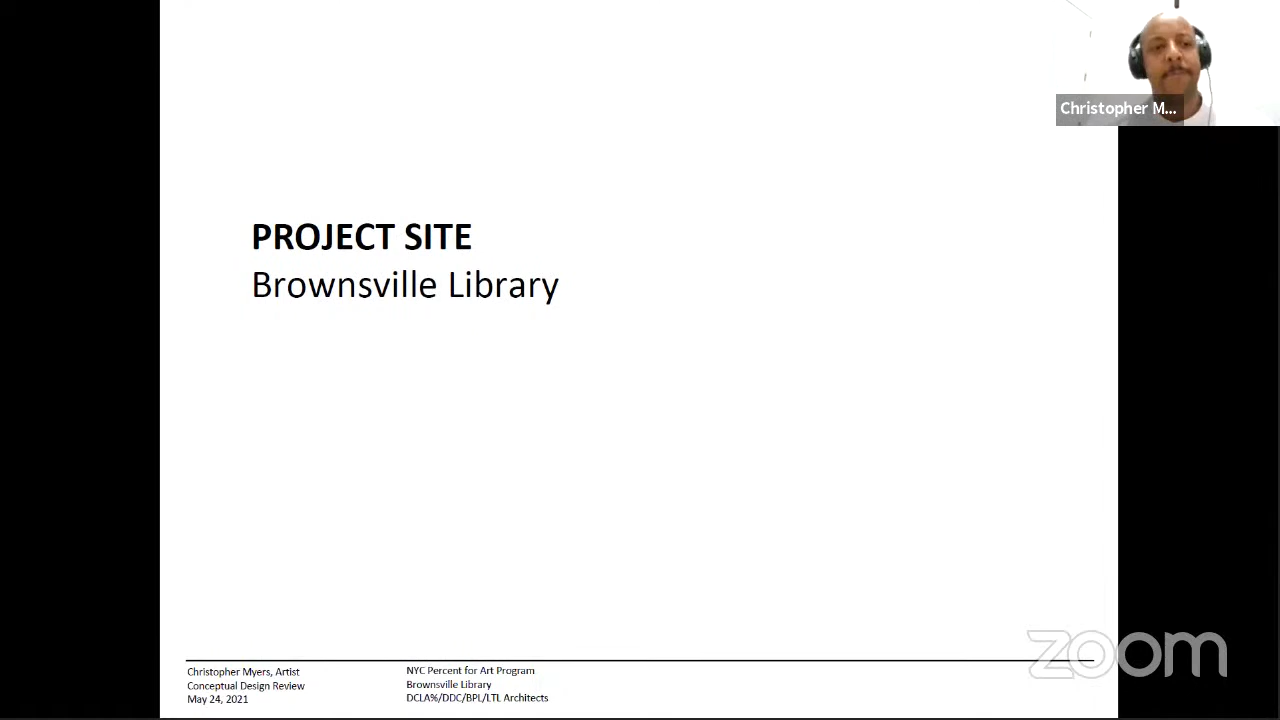 Christopher M...
PROJECT SITE
Brownsville Library
Christopher Myers, Artist
Conceptual Design Review
May 24, 2021
NYC Percent for Art Program
Brownsville Library
DCLA%/DDC/BPL/LTL Architects
zoom